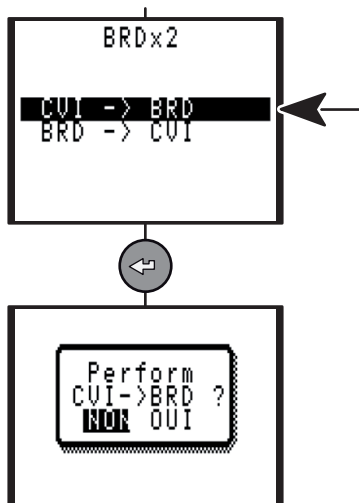 BRDx2
CVI -> BRD
BRD -> CVI
Perform
CVI->BRD ?
NON OUI